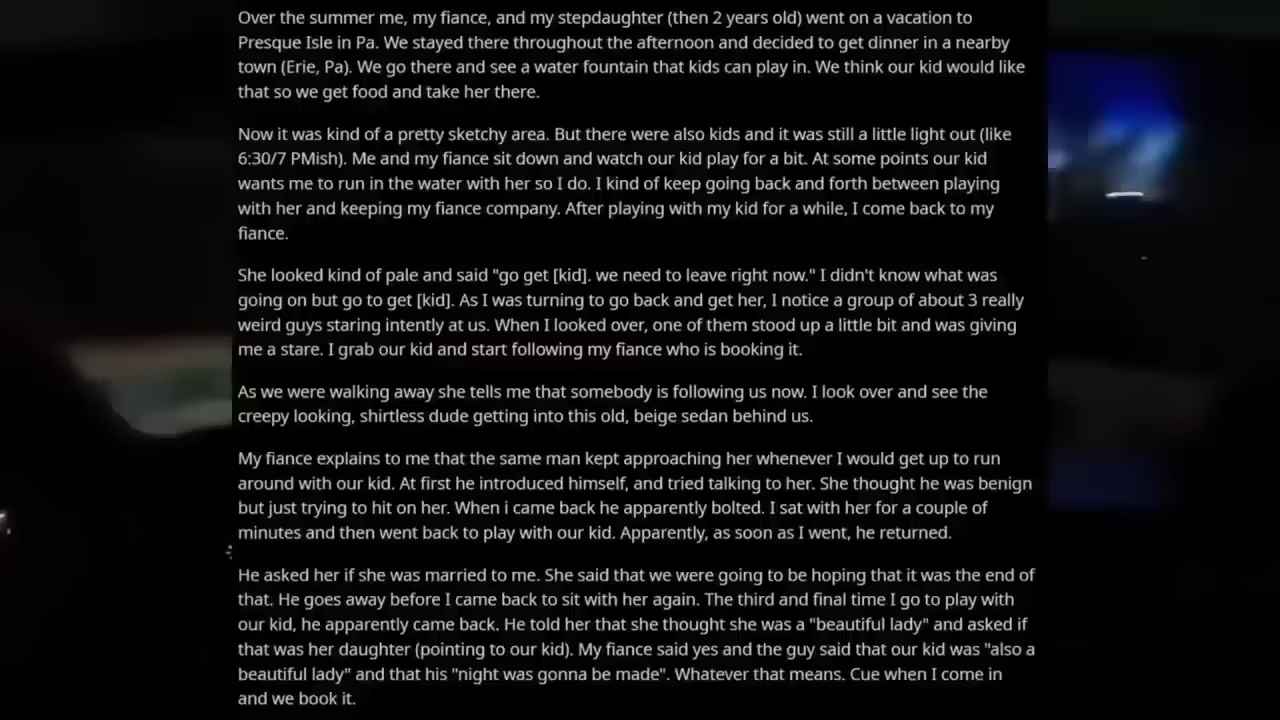 Over the summer me, my fiance, and my stepdaughter (then 2 years old) went on a vacation to
Presque Isle in Pa. We stayed there throughout the afternoon and decided to get dinner in a nearby
town (Erie, Pa). We go there and see a water fountain that kids can play in. We think our kid would like
that so we get food and take her there.
Now it was kind of a pretty sketchy area. But there were also kids and it was still a little light out (like
6:30/7 PMish). Me and my fiance sit down and watch our kid play for a bit. At some points our kid
wants me to run in the water with her so I do. I kind of keep going back and forth between playing
with her and keeping my fiance company. After playing with my kid for a while, I come back to my
fiance.
She looked kind of pale and said "go get [kid]. we need to leave right now." I didn't know what was
going on but go to get [kid]. As I was turning to go back and get her, I notice a group of about 3 really
weird guys staring intently at us. When I looked over, one of them stood up a little bit and was giving
me a stare. I grab our kid and start following my fiance who is booking it.
As we were walking away she tells me that somebody is following us now. I look over and see the
creepy looking, shirtless dude getting into this old, beige sedan behind us.
My fiance explains to me that the same man kept approaching her whenever I would get up to run
around with our kid. At first he introduced himself, and tried talking to her. She thought he was benign
but just trying to hit on her. When i came back he apparently bolted. I sat with her for a couple of
minutes and then went back to play with our kid. Apparently, as soon as I went, he returned.
He asked her if she was married to me. She said that we were going to be hoping that it was the end of
that. He goes away before I came back to sit with her again. The third and final time I go to play with
our kid, he apparently came back. He told her that she thought she was a "beautiful lady" and asked if
that was her daughter (pointing to our kid). My fiance said yes and the guy said that our kid was "also a
beautiful lady" and that his "night was gonna be made". Whatever that means. Cue when I come in
and we book it.